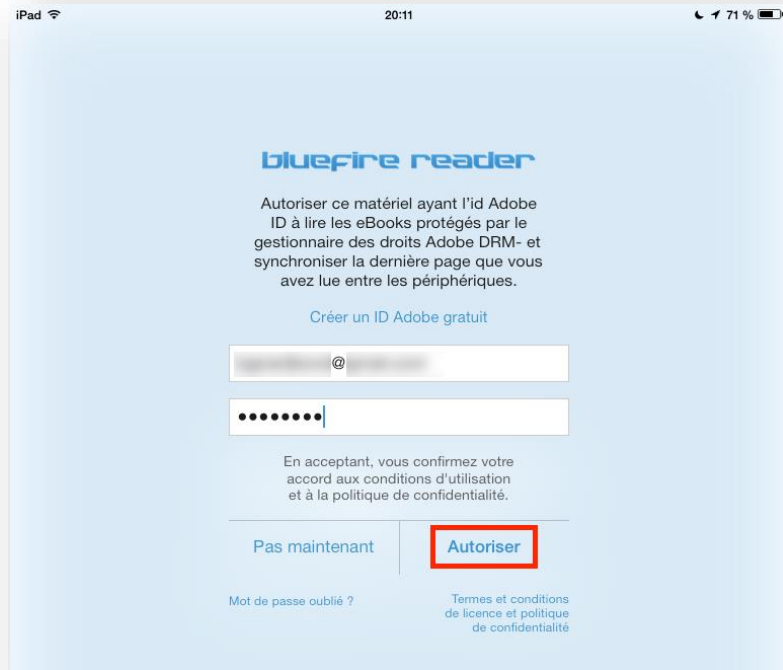 iPad
20:11
71 %
bluefire reader
Autoriser ce matériel ayant l'id Adobe
ID à lire les eBooks protégés par le
gestionnaire des droits Adobe DRM- et
synchroniser la dernière page que vous
avez lue entre les périphériques.
Créer un ID Adobe gratuit
@
••••••••
En acceptant, vous confirmez votre
accord aux conditions d'utilisation
et à la politique de confidentialité.
Pas maintenant
Autoriser
Mot de passe oublié ?
Termes et conditions
de licence et politique
de confidentialité